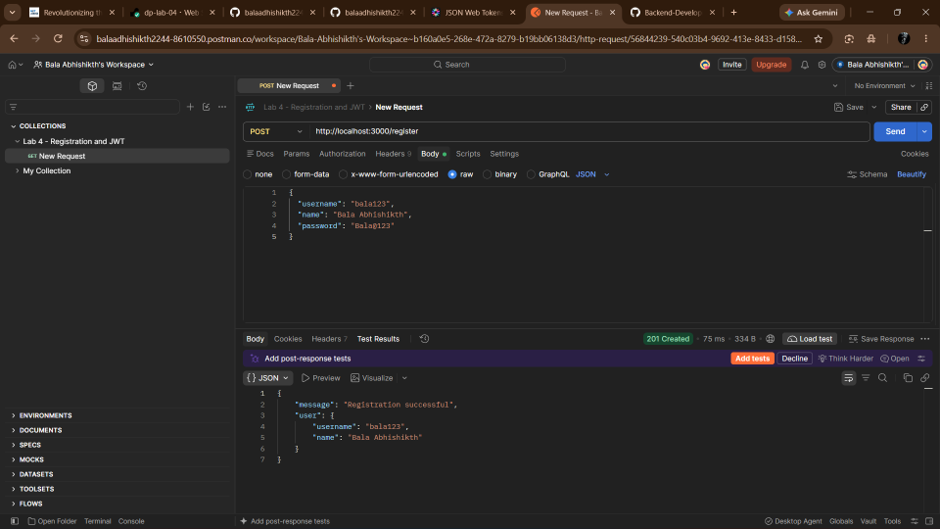 Revolutionizing th
dp-lab-04 - Web
balaadhishikth224
balaadhishikth224
JSON Web Token
New Request - Ba
Backend-Develop
Ask Gemini
balaadhishikth2244-8610550.postman.co/workspace/Bala-Abhishikth's-Workspace~b160a0e5-268e-472a-8279-b19bb06138d3/http-request/56844239-540c03b4-9692-413e-8433-d158...
Bala Abhishikth's Workspace
Search
Invite
Upgrade
Bala Abhishikth'...
POST New Request
No Environment
COLLECTIONS
Lab 4 - Registration and JWT
GET New Request
My Collection
Lab 4 - Registration and JWT > New Request
Save
Share
POST
http://localhost:3000/register
Send
Docs Params Authorization Headers 9 Body Scripts Settings
Cookies
none form-data x-www-form-urlencoded raw binary GraphQL JSON
Schema
Beautify
1 {
2 "username": "bala123",
3 "name": "Bala Abhishikth",
4 "password": "Bala@123"
5 }
Body Cookies Headers 7 Test Results
201 Created • 75 ms • 334 B
Load test
Save Response
Add post-response tests
Add tests
Decline
Think Harder
Open
{} JSON
Preview
Visualize
1 {
2 "message": "Registration successful",
3 "user": {
4 "username": "bala123",
5 "name": "Bala Abhishikth"
6 }
7 }
ENVIRONMENTS
DOCUMENTS
SPECS
MOCKS
DATASETS
TOOLSETS
FLOWS
Open Folder Terminal Console
Add post-response tests
Desktop Agent Globals Vault Tools